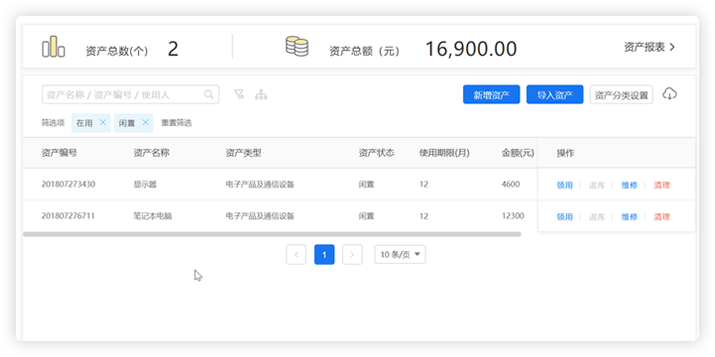 资产总数(个) 2 资产总额（元） 16,900.00 资产报表
资产名称 / 资产编号 / 使用人 新增资产 导入资产 资产分类设置
筛选项 在用 闲置 重置筛选
资产编号 资产名称 资产类型 资产状态 使用期限(月) 金额(元) 操作
201807273430 显示器 电子产品及通信设备 闲置 12 4600 领用 退库 维修 清理
201807276711 笔记本电脑 电子产品及通信设备 闲置 12 12300 领用 退库 维修 清理
1 10 条/页